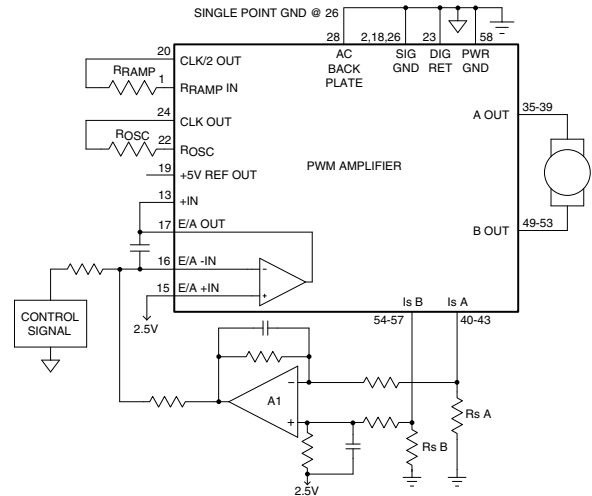 SINGLE POINT GND @ 26
28
2,18,26
23
58
AC
BACK
PLATE
SIG
GND
DIG
RET
PWR
GND
20
CLK/2 OUT
RRAMP
1
RRAMP IN
24
CLK OUT
ROSC
22
ROSC
19
+5V REF OUT
13
+IN
17
E/A OUT
16
E/A -IN
15
E/A +IN
2.5V
CONTROL
SIGNAL
PWM AMPLIFIER
A OUT
35-39
B OUT
49-53
Is B
Is A
54-57
40-43
A1
–
+
–
+
Rs A
Rs B
2.5V